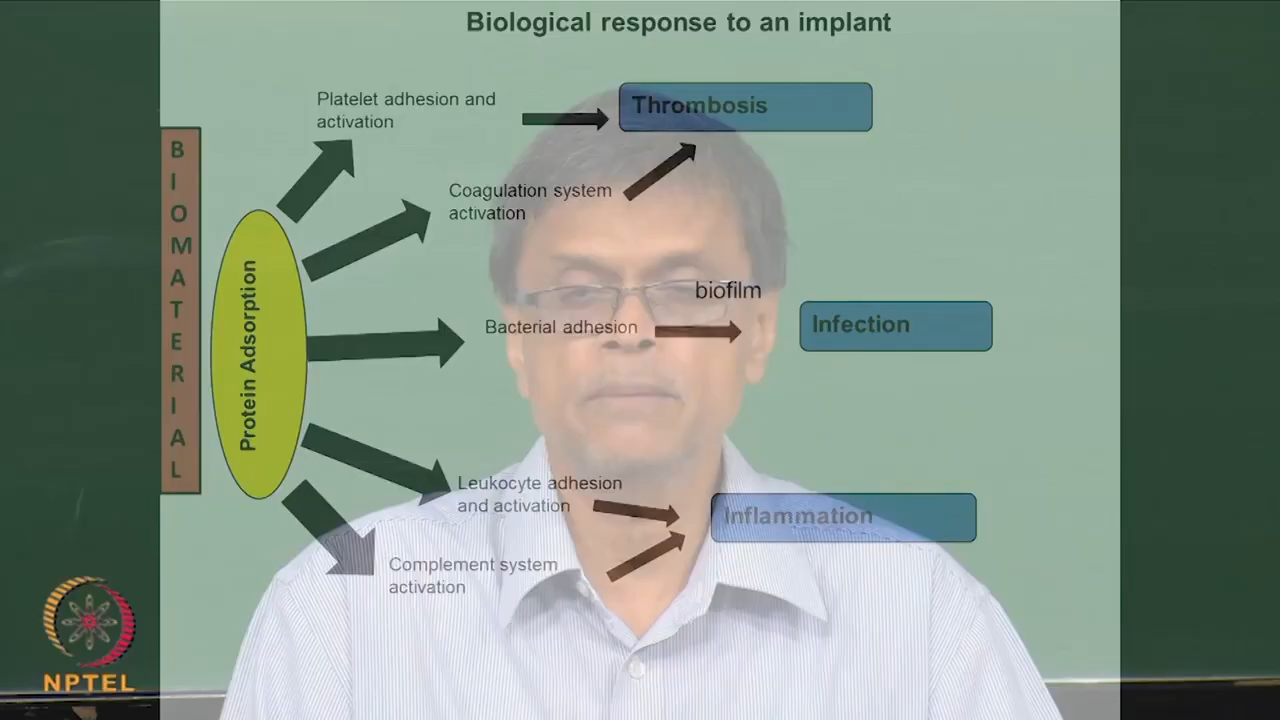 Biological response to an implant
Platelet adhesion and
activation
Thrombosis
BIOMATERIAL
Coagulation system
activation
Protein Adsorption
biofilm
Bacterial adhesion
Infection
Leukocyte adhesion
and activation
Inflammation
Complement system
activation
NPTEL